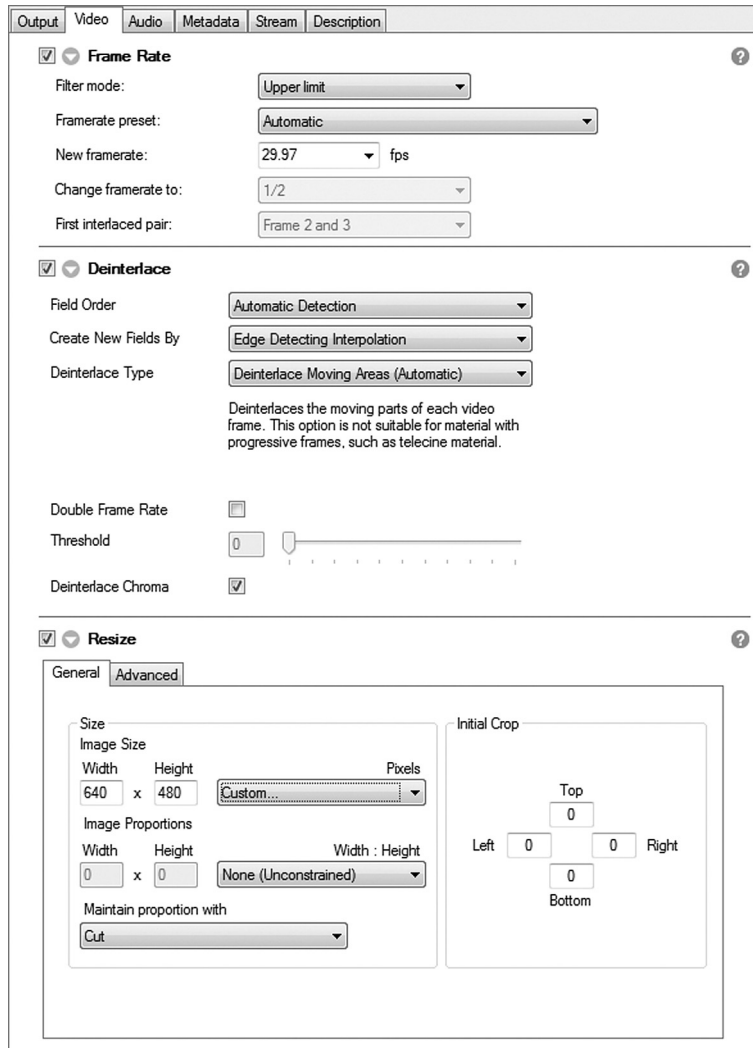 Output Video Audio Metadata Stream Description
Frame Rate ?
Filter mode: Upper limit
Framerate preset: Automatic
New framerate: 29.97 fps
Change framerate to: 1/2
First interlaced pair: Frame 2 and 3
Deinterlace ?
Field Order Automatic Detection
Create New Fields By Edge Detecting Interpolation
Deinterlace Type Deinterlace Moving Areas (Automatic)
Deinterlaces the moving parts of each video
frame. This option is not suitable for material with
progressive frames, such as telecine material.
Double Frame Rate
Threshold 0
Deinterlace Chroma
Resize ?
General Advanced
Size
Image Size
Width Height Pixels
640 x 480 Custom...
Image Proportions
Width Height Width : Height
0 x 0 None (Unconstrained)
Maintain proportion with
Cut
Initial Crop
Top
0
Left 0 0 Right
0
Bottom